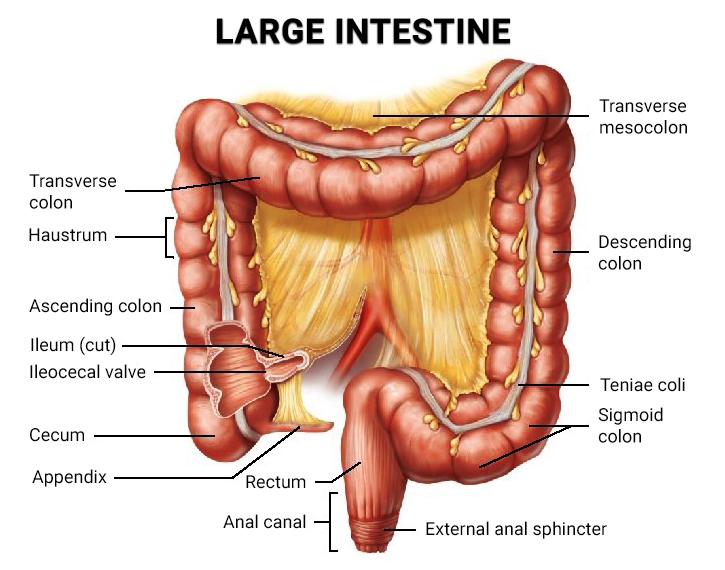 LARGE INTESTINE
Transverse
mesocolon
Transverse
colon
Haustrum
Descending
colon
Ascending colon
Ileum (cut)
Ileocecal valve
Teniae coli
Sigmoid
colon
Cecum
Appendix
Rectum
Anal canal
External anal sphincter